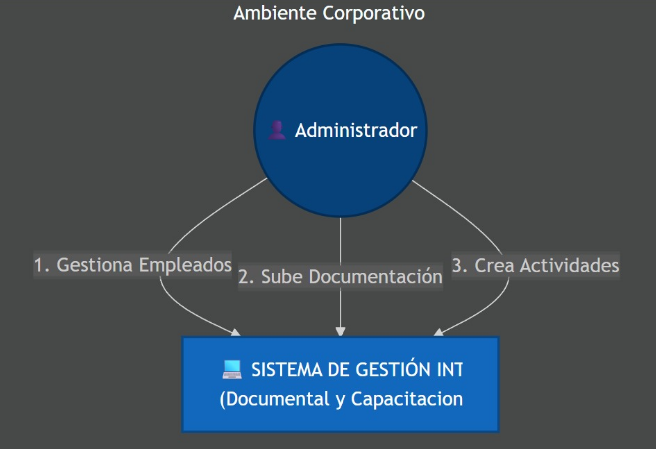 Ambiente Corporativo
Administrador
1. Gestiona Empleados
2. Sube Documentación
3. Crea Actividades
SISTEMA DE GESTIÓN INT
(Documental y Capacitacion